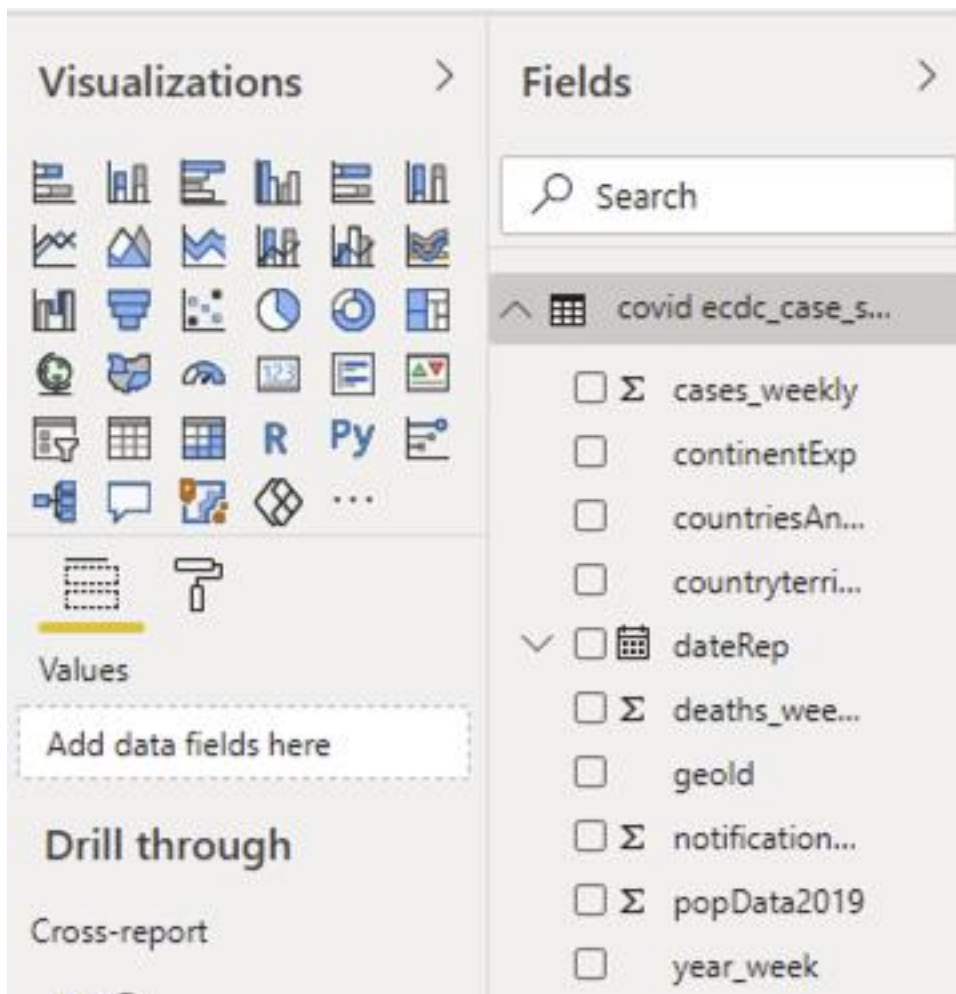 Visualizations
123
R Py
Values
Add data fields here
Drill through
Cross-report
Fields
Search
covid ecdc_case_s...
Σ cases_weekly
continentExp
countriesAn...
countryterri...
dateRep
Σ deaths_wee...
geoId
Σ notification...
Σ popData2019
year_week